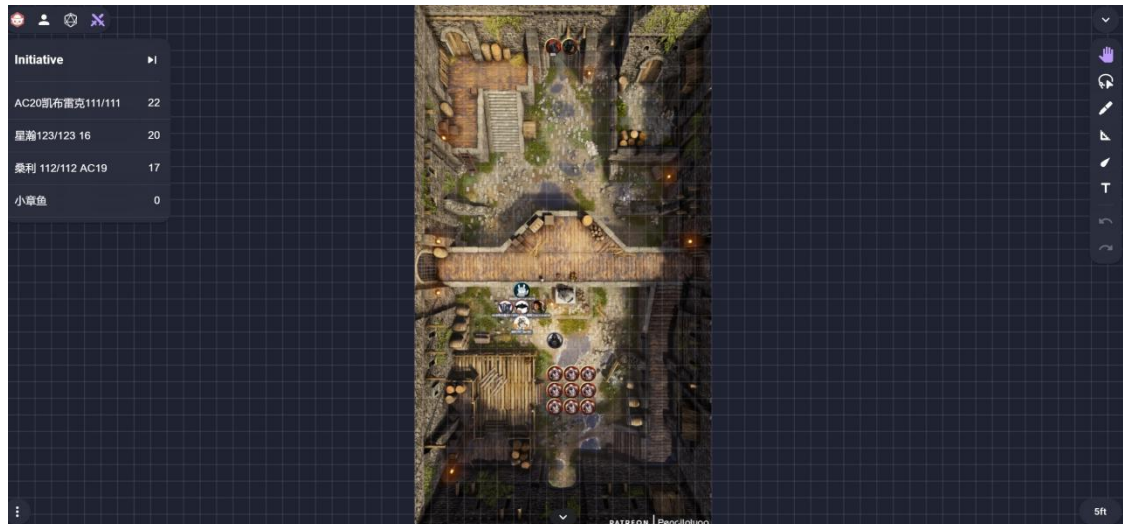 Initiative
AC20凯布雷克111/111 22
星瀚123/123 16 20
桑利 112/112 AC19 17
小章鱼 0
T
5ft
PATREON |